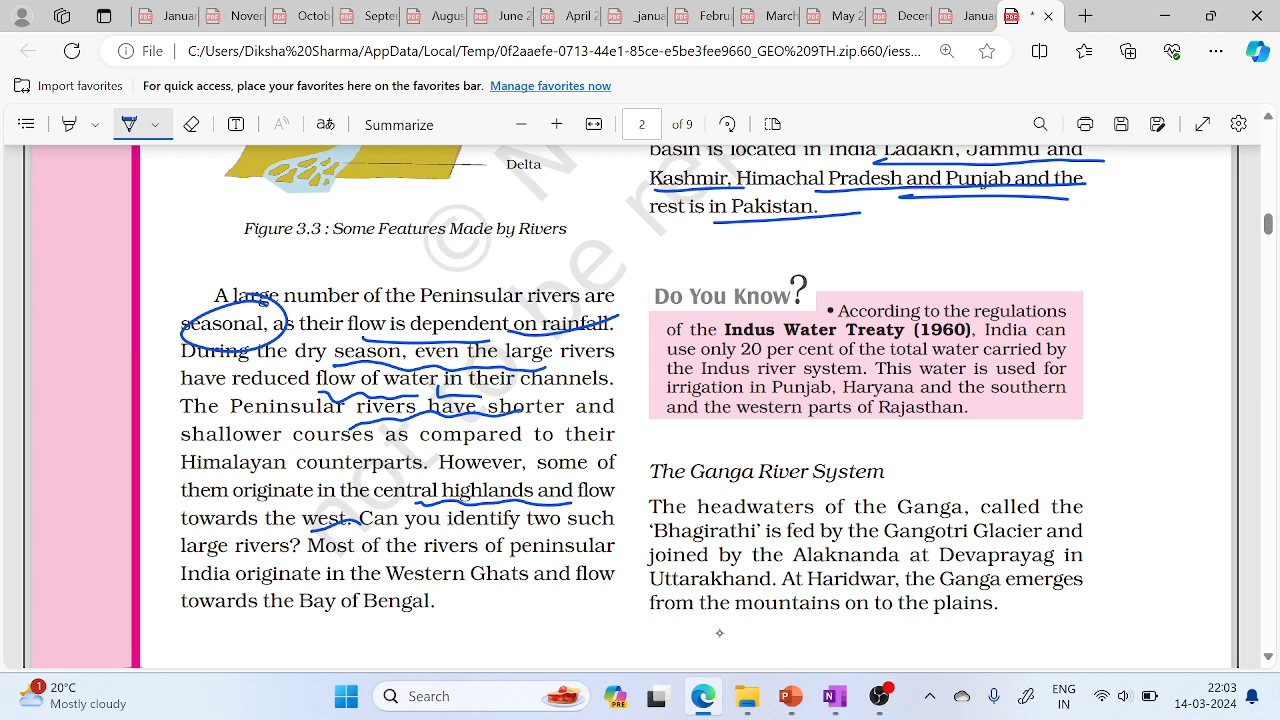 Januar
Novem
Octob
Septer
Augus
June 2
April 2
_janua
Februa
March
May 2
Decem
Januar
File
C:/Users/Diksha%20Sharma/AppData/Local/Temp/0f2aaefe-0713-44e1-85ce-e5be3fee9660_GEO%209TH.zip.660/iess...
Import favorites
For quick access, place your favorites here on the favorites bar. Manage favorites now
Summarize
2 of 9
Delta
Figure 3.3 : Some Features Made by Rivers
A large number of the Peninsular rivers are
seasonal, as their flow is dependent on rainfall.
During the dry season, even the large rivers
have reduced flow of water in their channels.
The Peninsular rivers have shorter and
shallower courses as compared to their
Himalayan counterparts. However, some of
them originate in the central highlands and flow
towards the west. Can you identify two such
large rivers? Most of the rivers of peninsular
India originate in the Western Ghats and flow
towards the Bay of Bengal.
basin is located in India Ladakh, Jammu and
Kashmir, Himachal Pradesh and Punjab and the
rest is in Pakistan.
Do You Know?
• According to the regulations
of the Indus Water Treaty (1960), India can
use only 20 per cent of the total water carried by
the Indus river system. This water is used for
irrigation in Punjab, Haryana and the southern
and the western parts of Rajasthan.
The Ganga River System
The headwaters of the Ganga, called the
‘Bhagirathi’ is fed by the Gangotri Glacier and
joined by the Alaknanda at Devaprayag in
Uttarakhand. At Haridwar, the Ganga emerges
from the mountains on to the plains.
not to be rep
1
20°C
Mostly cloudy
Search
PRE
ENG
IN
22:03
14-03-2024